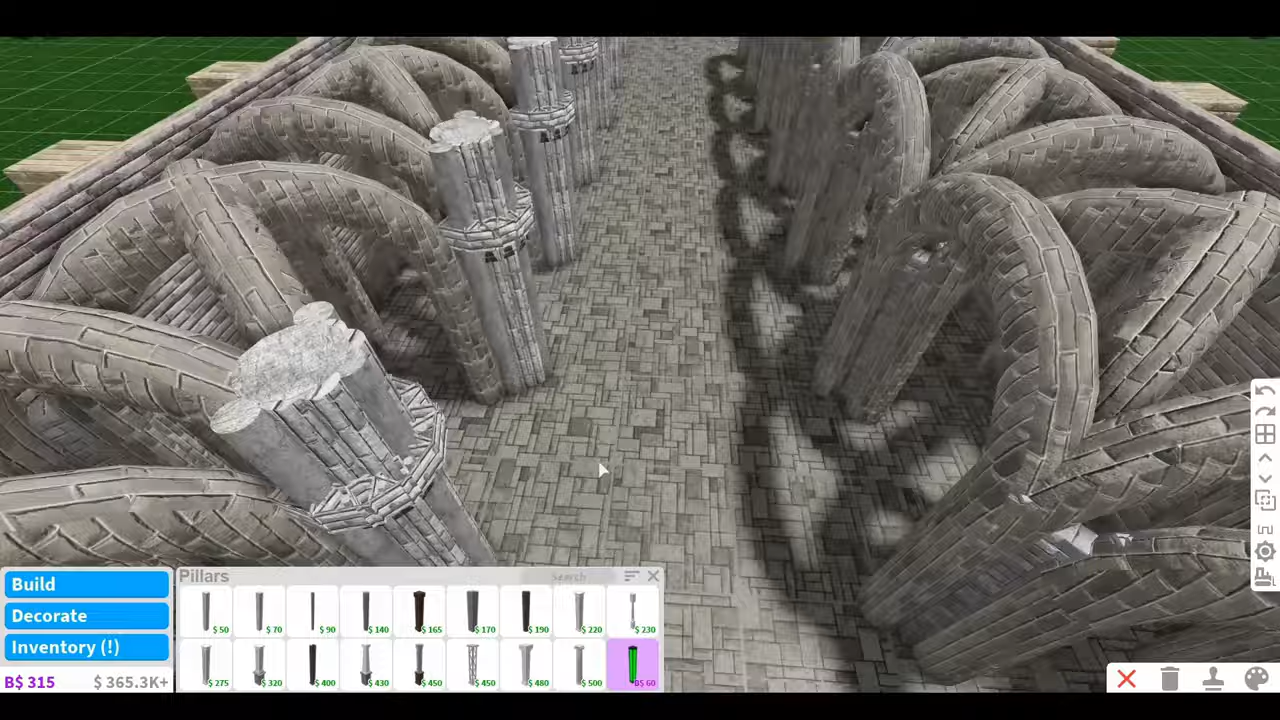 Build
Decorate
Inventory (!)
B$ 315 $ 365.3K+
Pillars
Search
$ 50 $ 70 $ 90 $ 140 $ 165 $ 170 $ 190 $ 220 $ 230
$ 275 $ 320 $ 400 $ 430 $ 450 $ 450 $ 480 $ 500 B$ 60